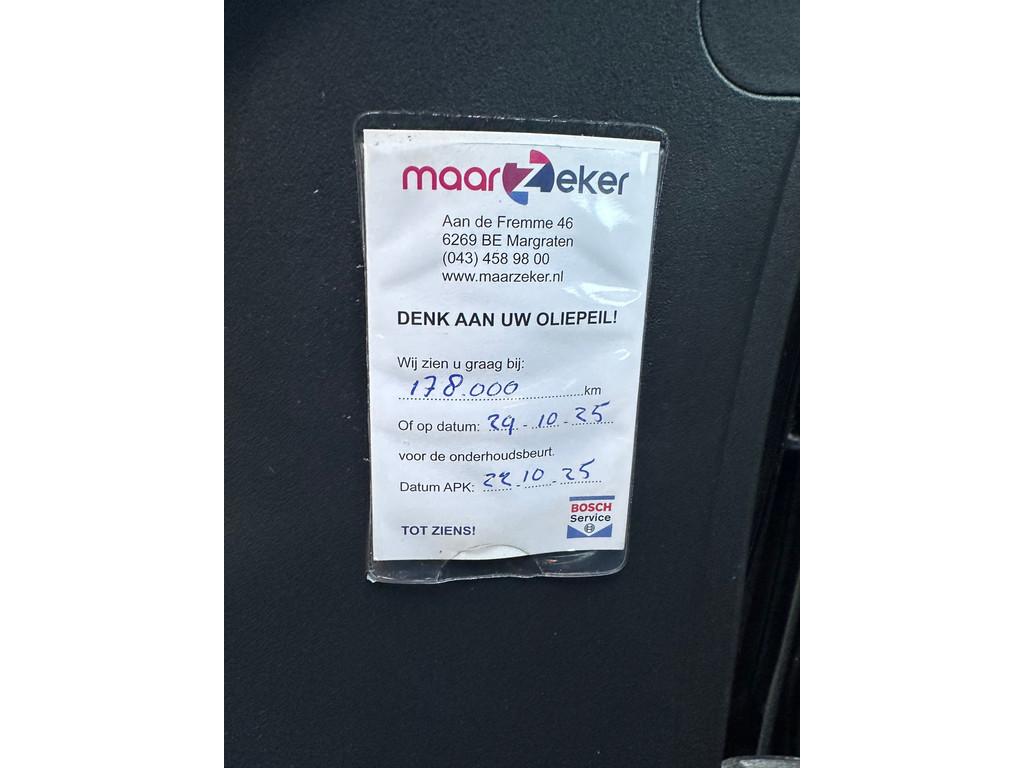 maarzeker
Aan de Fremme 46
6269 BE Margraten
(043) 458 98 00
www.maarzeker.nl
DENK AAN UW OLIEPEIL!
Wij zien u graag bij:
178.000 km
Of op datum: 29 - 10 - 25
voor de onderhoudsbeurt.
Datum APK: 22 - 10 - 25
TOT ZIENS!
BOSCH
Service